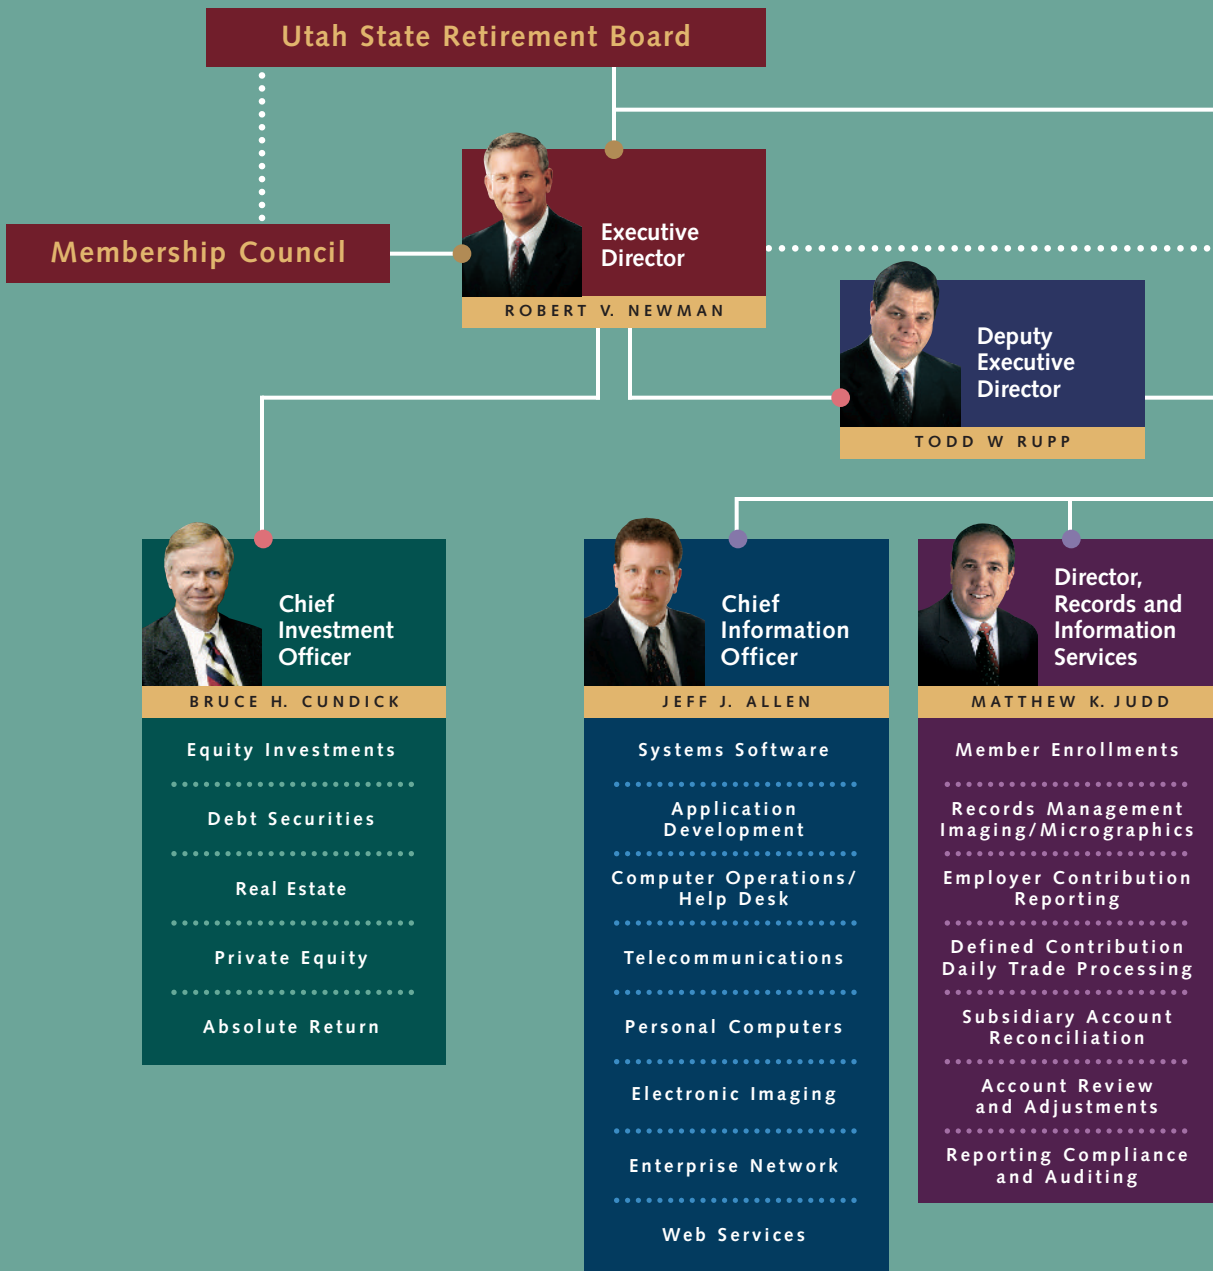 Utah State Retirement Board
Membership Council
Executive
Director
ROBERT V. NEWMAN
Deputy
Executive
Director
TODD W RUPP
Chief
Investment
Officer
BRUCE H. CUNDICK
Equity Investments
Debt Securities
Real Estate
Private Equity
Absolute Return
Chief
Information
Officer
JEFF J. ALLEN
Systems Software
Application
Development
Computer Operations/
Help Desk
Telecommunications
Personal Computers
Electronic Imaging
Enterprise Network
Web Services
Director,
Records and
Information
Services
MATTHEW K. JUDD
Member Enrollments
Records Management
Imaging/Micrographics
Employer Contribution
Reporting
Defined Contribution
Daily Trade Processing
Subsidiary Account
Reconciliation
Account Review
and Adjustments
Reporting Compliance
and Auditing